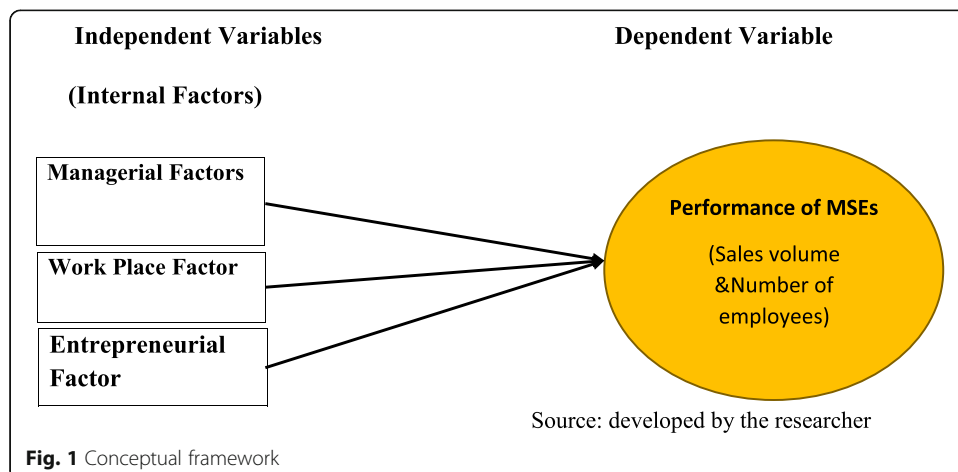 Independent Variables
Dependent Variable
(Internal Factors)
Managerial Factors
Work Place Factor
Entrepreneurial
Factor
Performance of MSEs
(Sales volume
&Number of
employees)
Source: developed by the researcher
Fig. 1 Conceptual framework